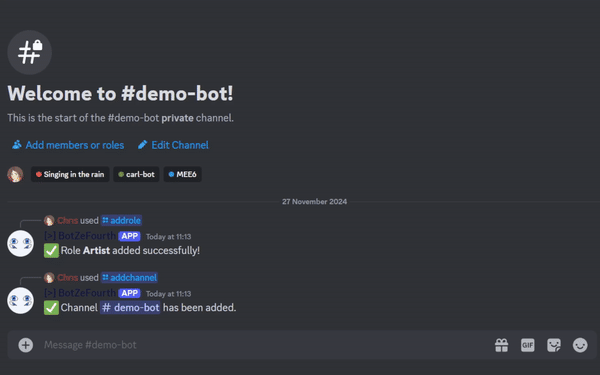 Welcome to #demo-bot!
This is the start of the #demo-bot private channel.
Add members or roles Edit Channel
Singing in the rain carl-bot MEE6
27 November 2024
Chris used addrole
[>] BotZeFourth APP Today at 11:13
Role Artist added successfully!
Chris used addchannel
[>] BotZeFourth APP Today at 11:13
Channel # demo-bot has been added.
Message #demo-bot
GIF